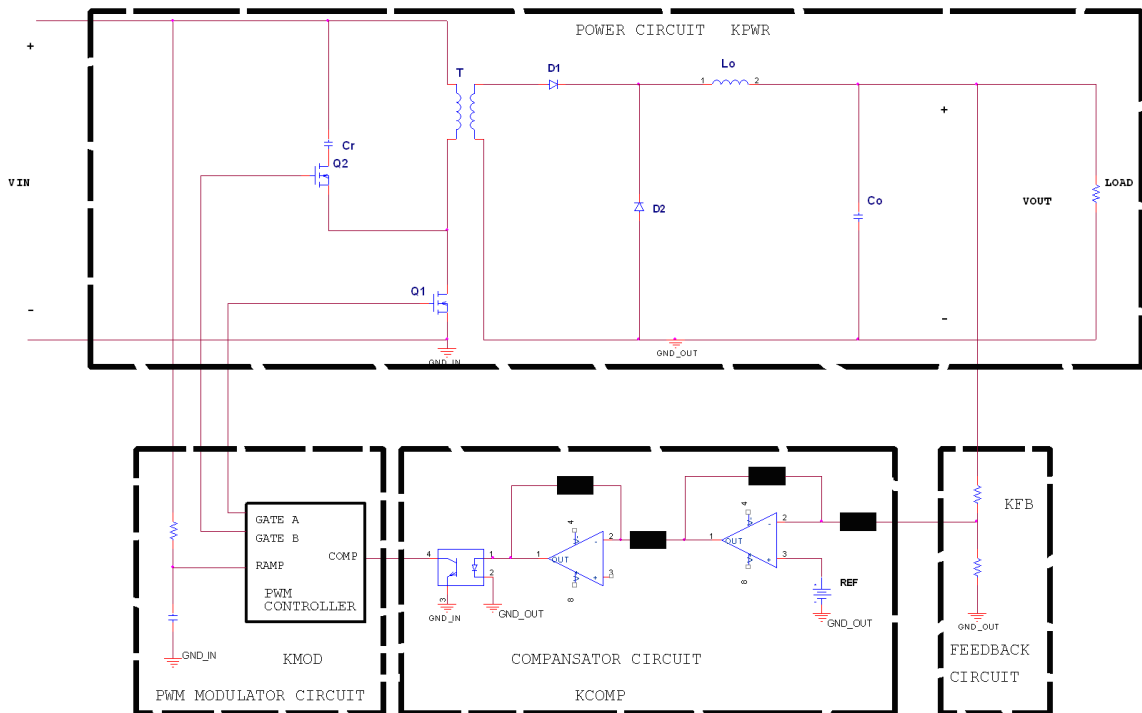 POWER CIRCUIT KPWR
+
T
D1
Lo
1 2
+
Cr
Q2
VIN
LOAD
VOUT
D2
Co
Q1
-
-
GND_IN
GND_OUT
KFB
GATE A
GATE B
COMP
RAMP
PWM
CONTROLLER
4
1
2
3
GND_IN
GND_OUT
1
OUT
4
V-
2
-
3
+
V+
8
1
OUT
4
V-
2
-
3
+
V+
8
REF
GND_OUT
GND_OUT
GND_IN
KMOD
COMPANSATOR CIRCUIT
FEEDBACK
CIRCUIT
PWM MODULATOR CIRCUIT
KCOMP